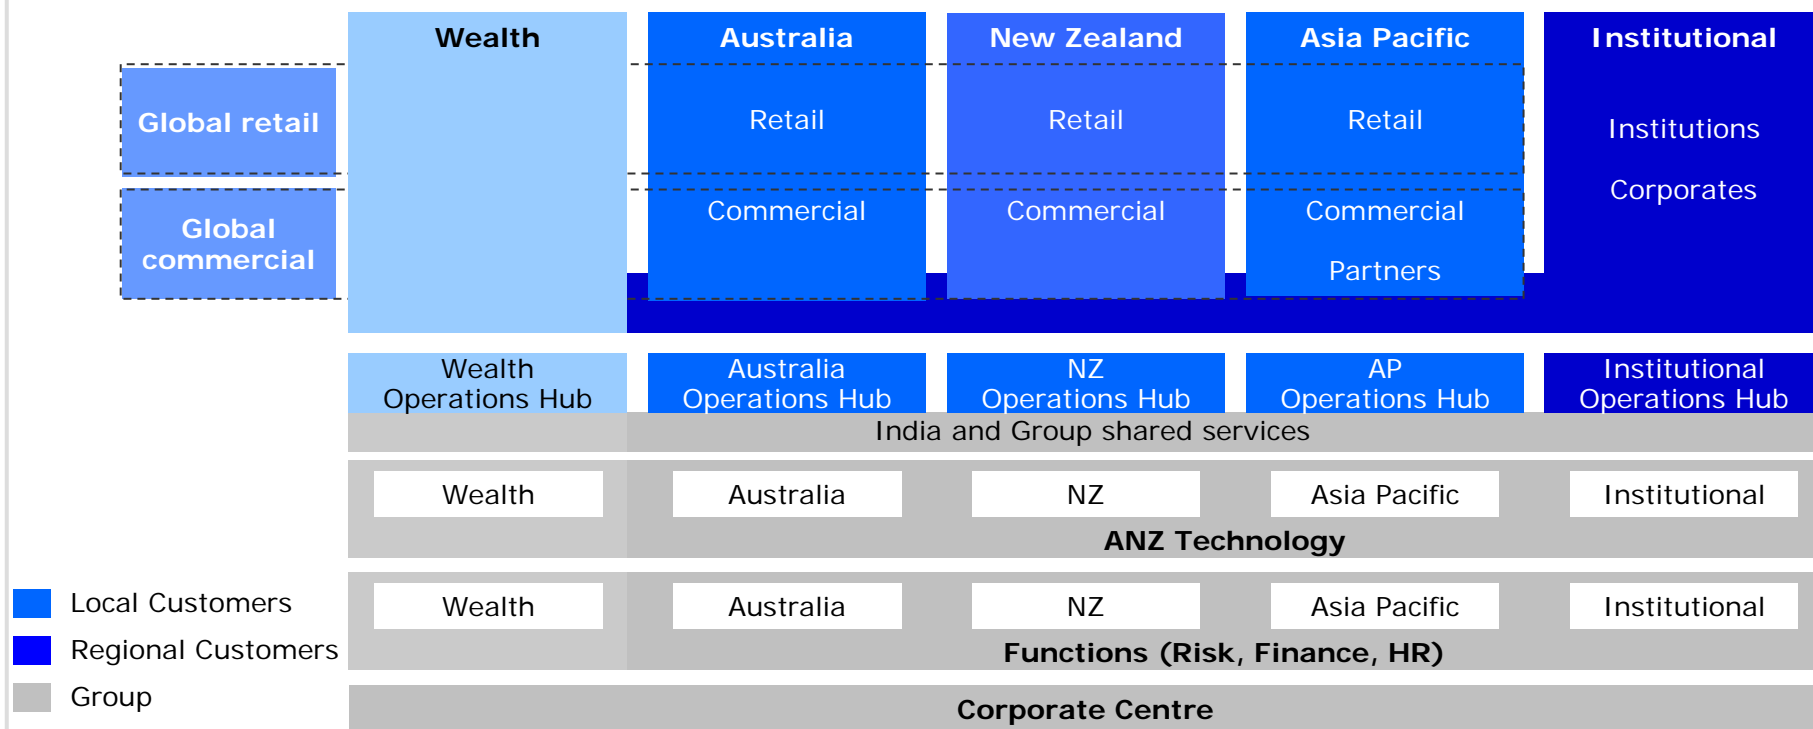 Wealth
Australia
New Zealand
Asia Pacific
Institutional
Global retail
Retail
Retail
Retail
Institutions
Corporates
Global
commercial
Commercial
Commercial
Commercial
Partners
Wealth
Operations Hub
Australia
Operations Hub
NZ
Operations Hub
AP
Operations Hub
Institutional
Operations Hub
India and Group shared services
Wealth
Australia
NZ
Asia Pacific
Institutional
ANZ Technology
Wealth
Australia
NZ
Asia Pacific
Institutional
Functions (Risk, Finance, HR)
Corporate Centre
Local Customers
Regional Customers
Group